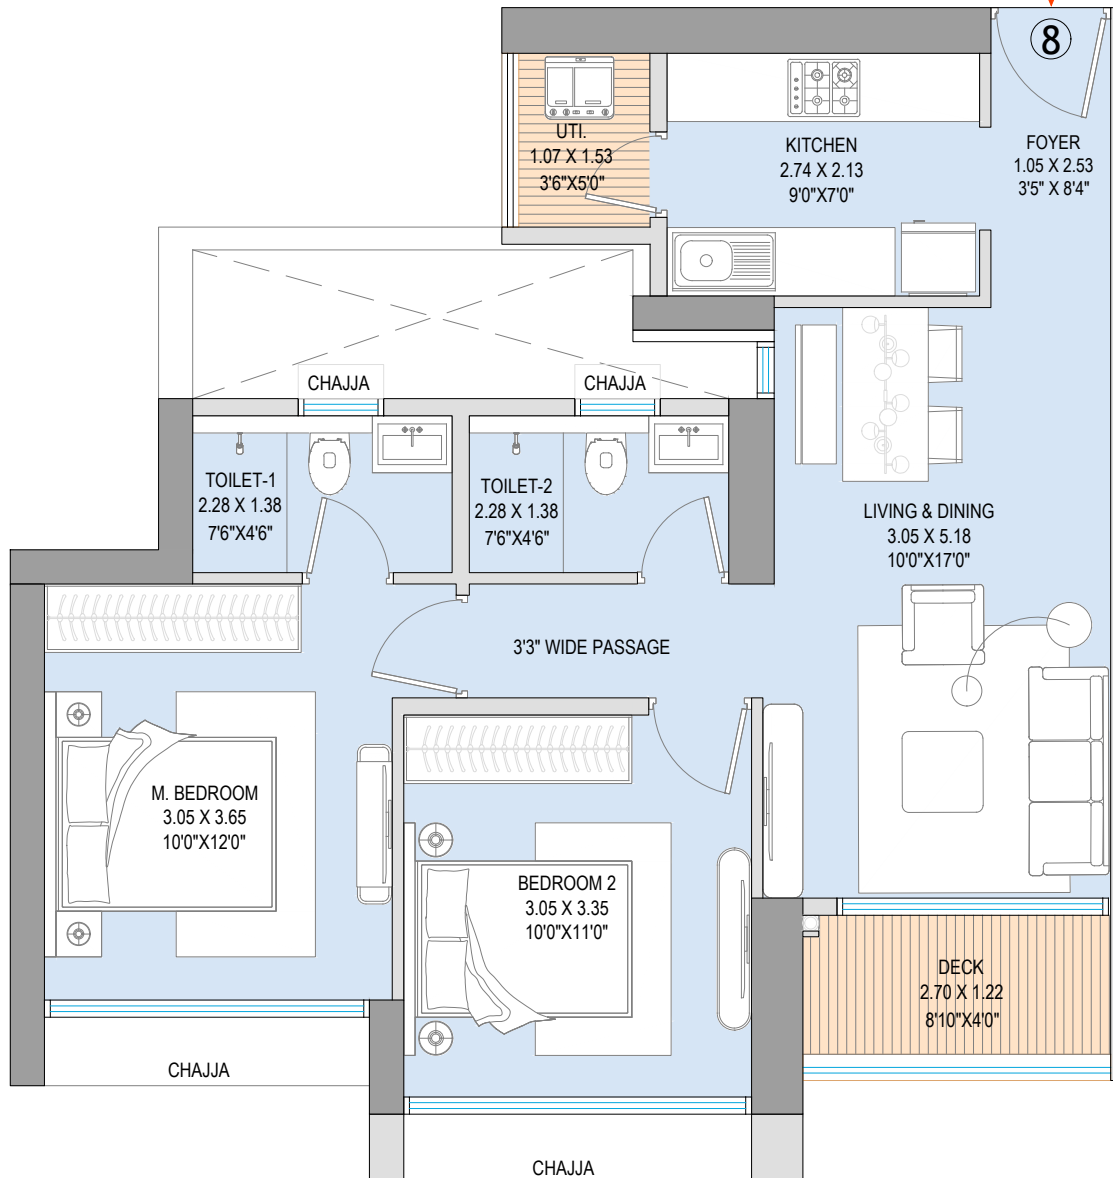 8
UTI.
1.07 X 1.53
3'6"X5'0"
KITCHEN
2.74 X 2.13
9'0"X7'0"
FOYER
1.05 X 2.53
3'5" X 8'4"
CHAJJA
CHAJJA
TOILET-1
2.28 X 1.38
7'6"X4'6"
TOILET-2
2.28 X 1.38
7'6"X4'6"
LIVING & DINING
3.05 X 5.18
10'0"X17'0"
3'3" WIDE PASSAGE
M. BEDROOM
3.05 X 3.65
10'0"X12'0"
BEDROOM 2
3.05 X 3.35
10'0"X11'0"
DECK
2.70 X 1.22
8'10"X4'0"
CHAJJA
CHAJJA